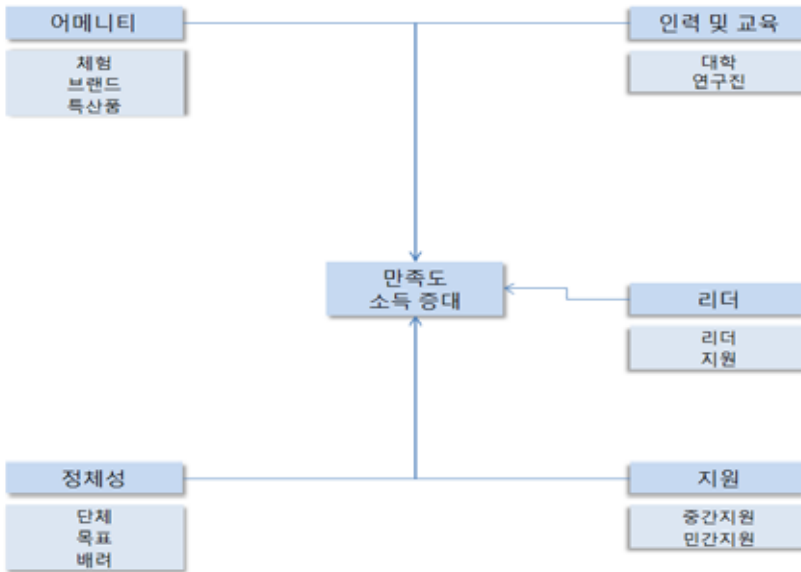 어메니티
체험
브랜드
특산품
인력 및 교육
대학
연구진
만족도
소득 증대
리더
리더
지원
정체성
단체
목표
배려
지원
중간지원
민간지원